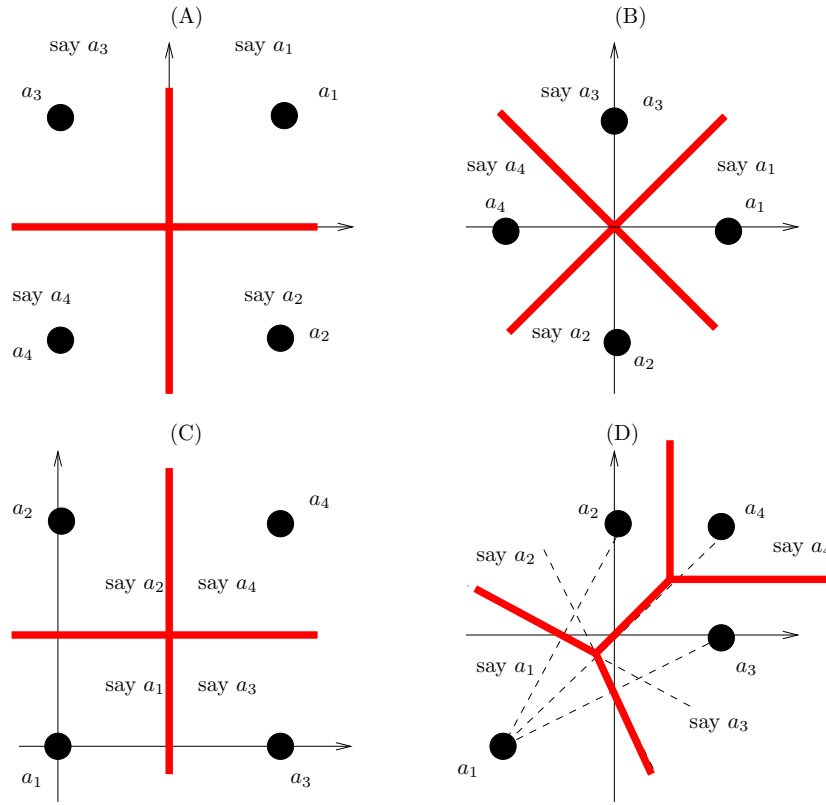 (A)
say a₃
say a₁
a₃
a₁
say a₄
say a₂
a₄
a₂
(B)
say a₃
a₃
say a₄
say a₁
a₄
a₁
say a₂
a₂
(C)
a₂
a₄
say a₂
say a₄
say a₁
say a₃
a₁
a₃
(D)
a₂
a₄
say a₂
say a₄
say a₁
a₃
say a₃
a₁